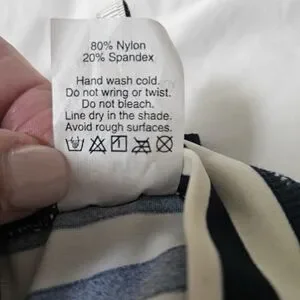 80% Nylon
20% Spandex
Hand wash cold.
Do not wring or twist.
Do not bleach.
Line dry in the shade.
Avoid rough surfaces.